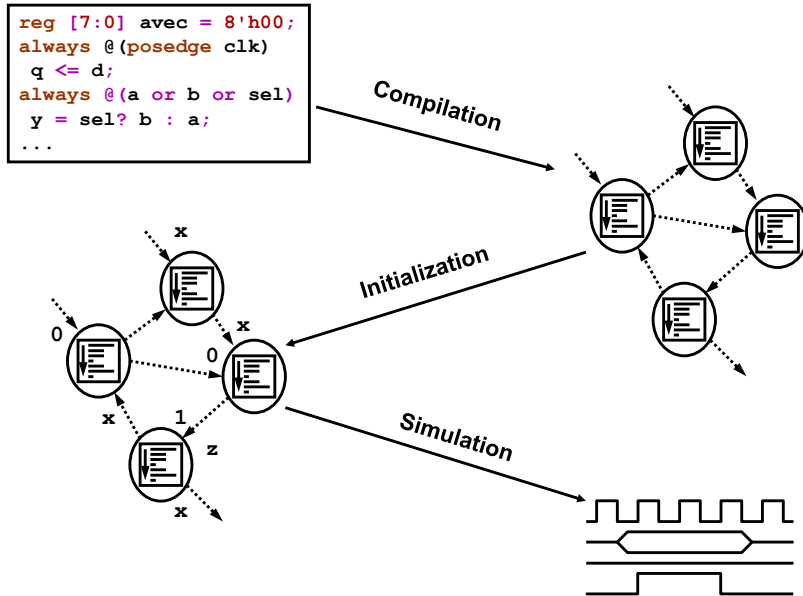 reg [7:0] avec = 8'h00;
always @(posedge clk)
q <= d;
always @(a or b or sel)
y = sel? b : a;
...
Compilation
Initialization
x
x
0
0
x
1
z
x
Simulation